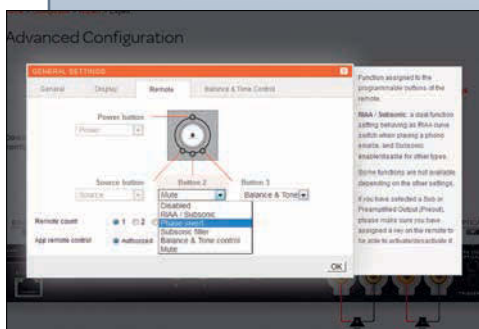 Advanced Configuration
GENERAL SETTINGS
General Display Remote Balance & Tone Control
Power button
Power
Source button Button 2 Button 3
Source Mute Balance & Tone
Disabled
RIAA / Subsonic
Phase invert
Subsonic filter
Balance & Tone control
Mute
Remote count 1 2
App remote control Authorized
OK
Function assigned to the
programmable buttons of the
remote.
RIAA / Subsonic: a dual function
setting behaving as RIAA curve
switch when playing a phono
source, and Subsonic
enable/disable for other types.
Some functions are not available
depending on the other settings.
If you have selected a Sub or
Preamplified Output (Preout),
please make sure you have
assigned a key on the remote to
be able to activate/desactivate it.